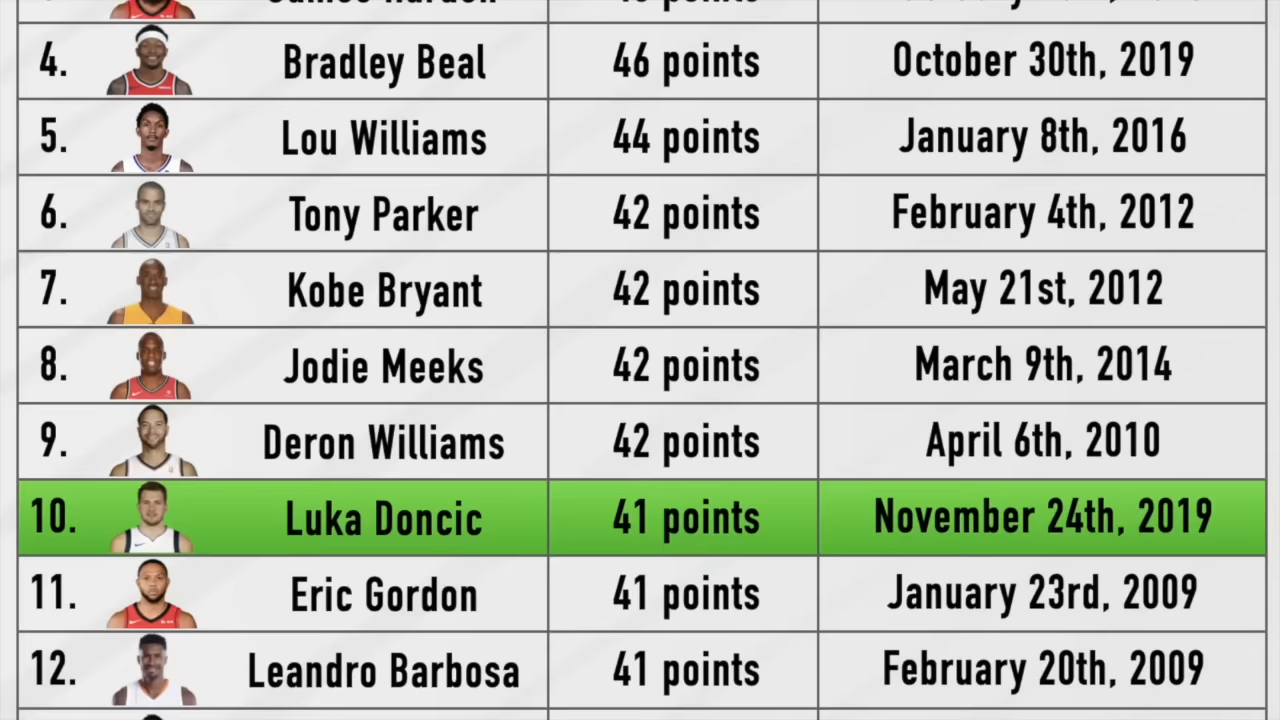 4. Bradley Beal 46 points October 30th, 2019
5. Lou Williams 44 points January 8th, 2016
6. Tony Parker 42 points February 4th, 2012
7. Kobe Bryant 42 points May 21st, 2012
8. Jodie Meeks 42 points March 9th, 2014
9. Deron Williams 42 points April 6th, 2010
10. Luka Doncic 41 points November 24th, 2019
11. Eric Gordon 41 points January 23rd, 2009
12. Leandro Barbosa 41 points February 20th, 2009